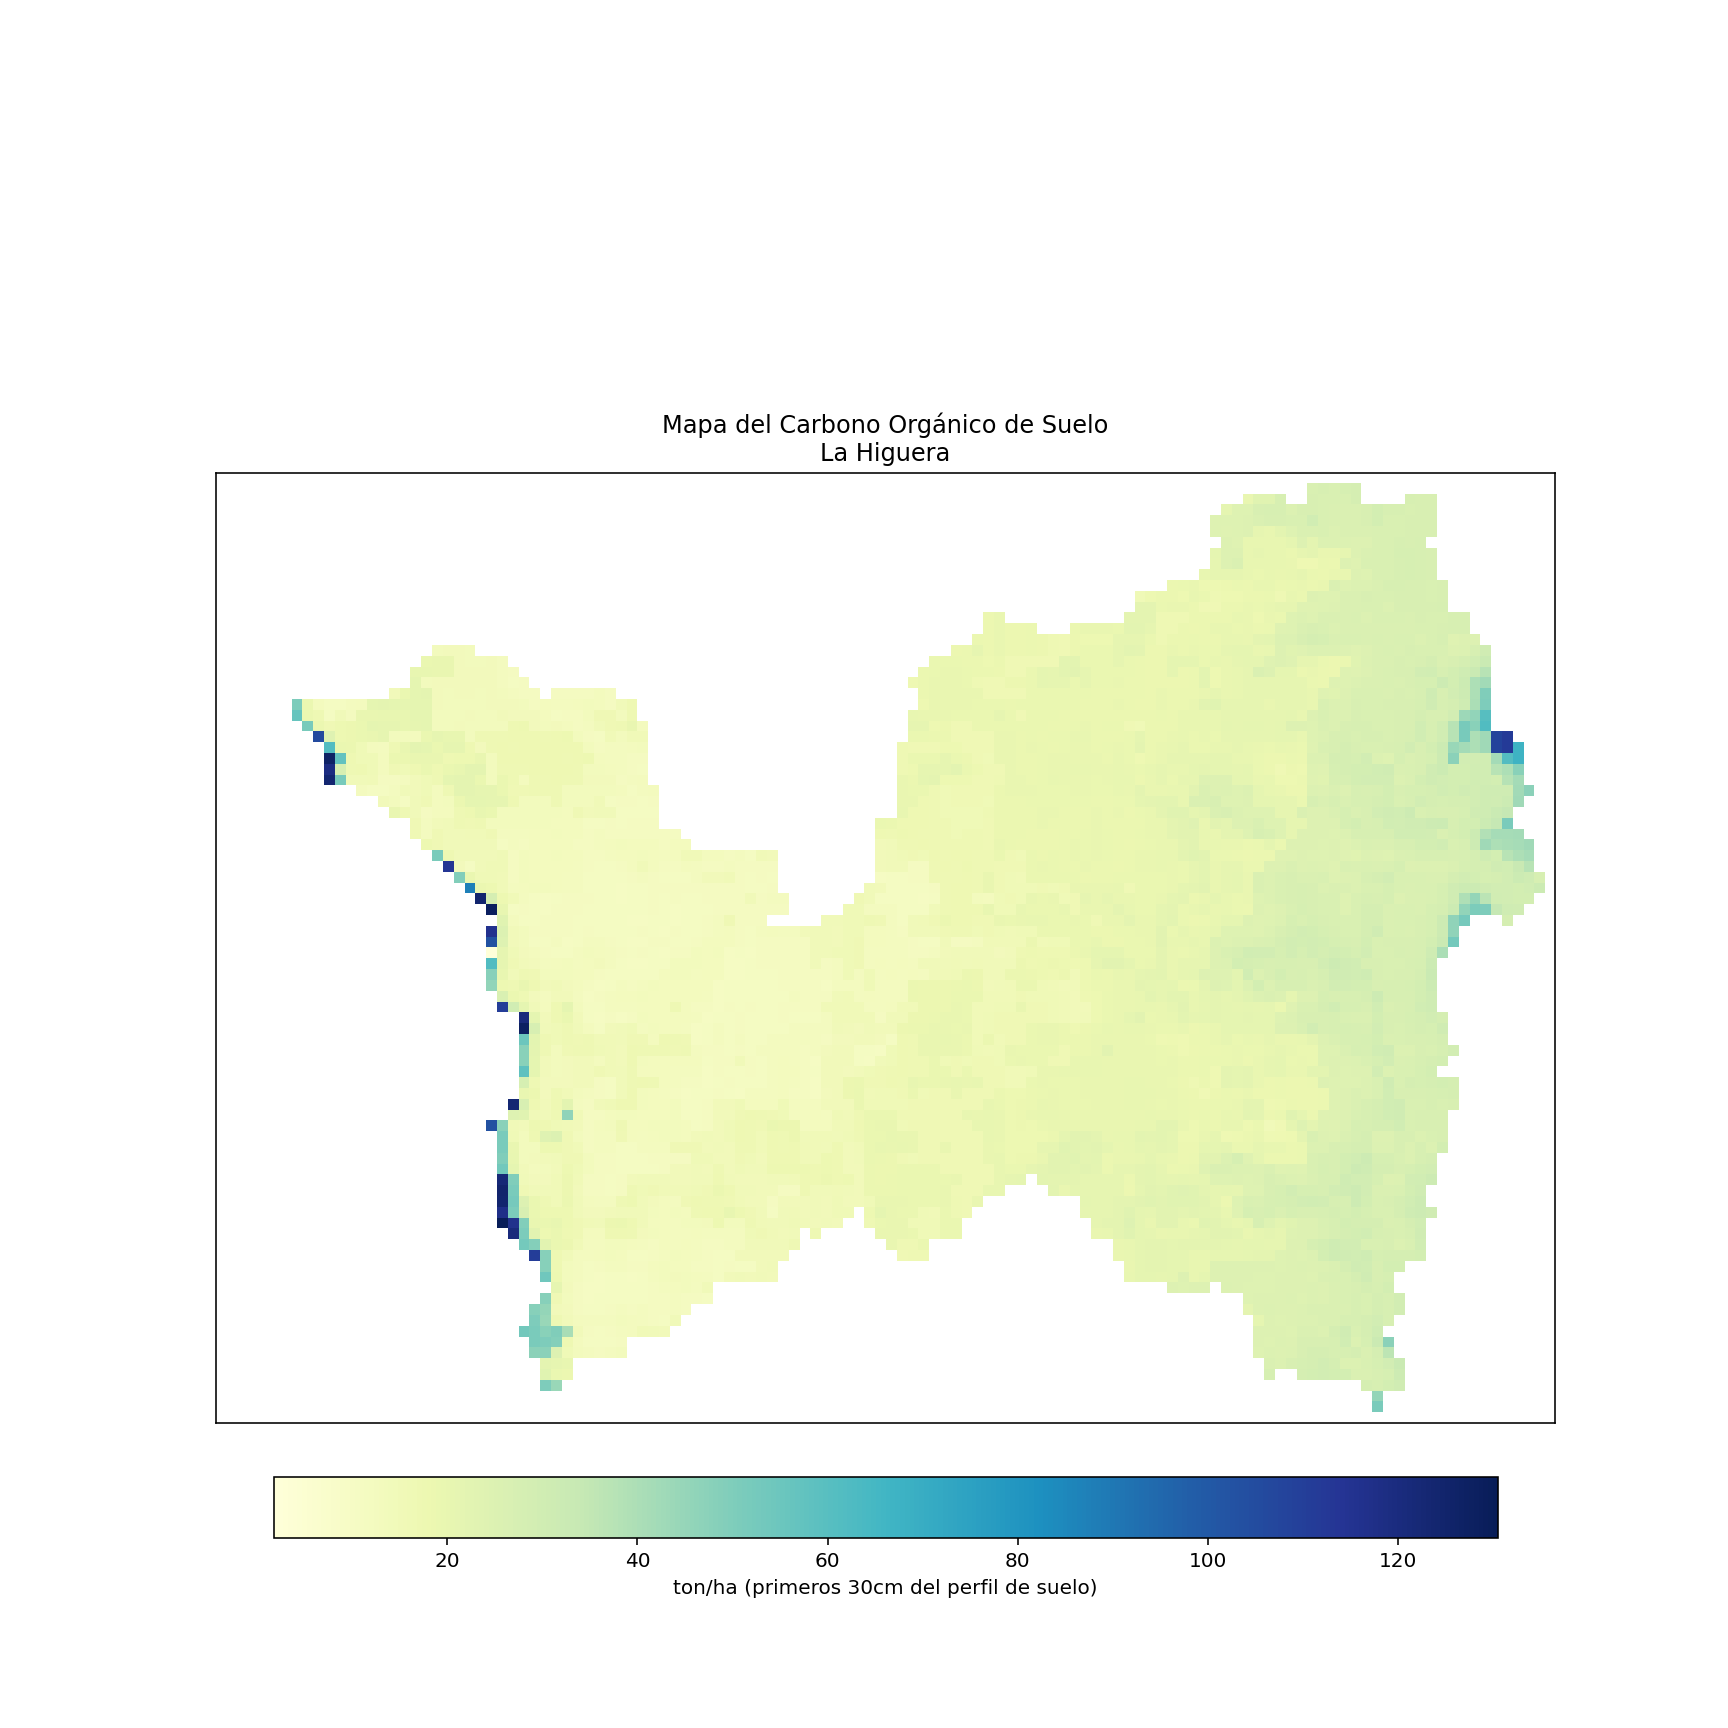 Mapa del Carbono Orgánico de Suelo
La Higuera
20 40 60 80 100 120
ton/ha (primeros 30cm del perfil de suelo)